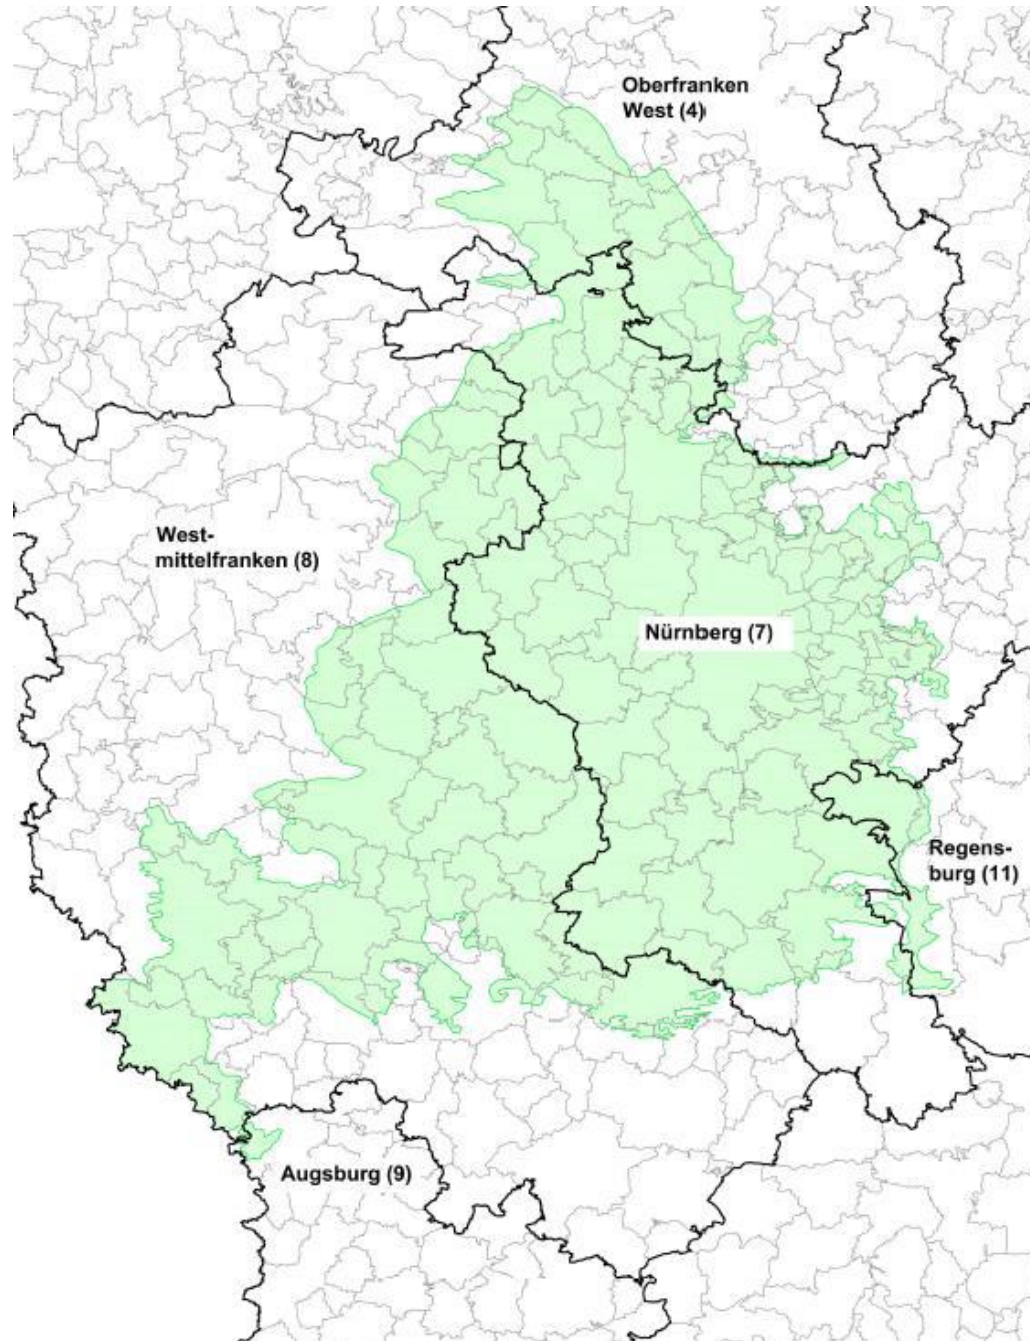 Oberfranken
West (4)
West-
mittelfranken (8)
Nürnberg (7)
Regens-
burg (11)
Augsburg (9)